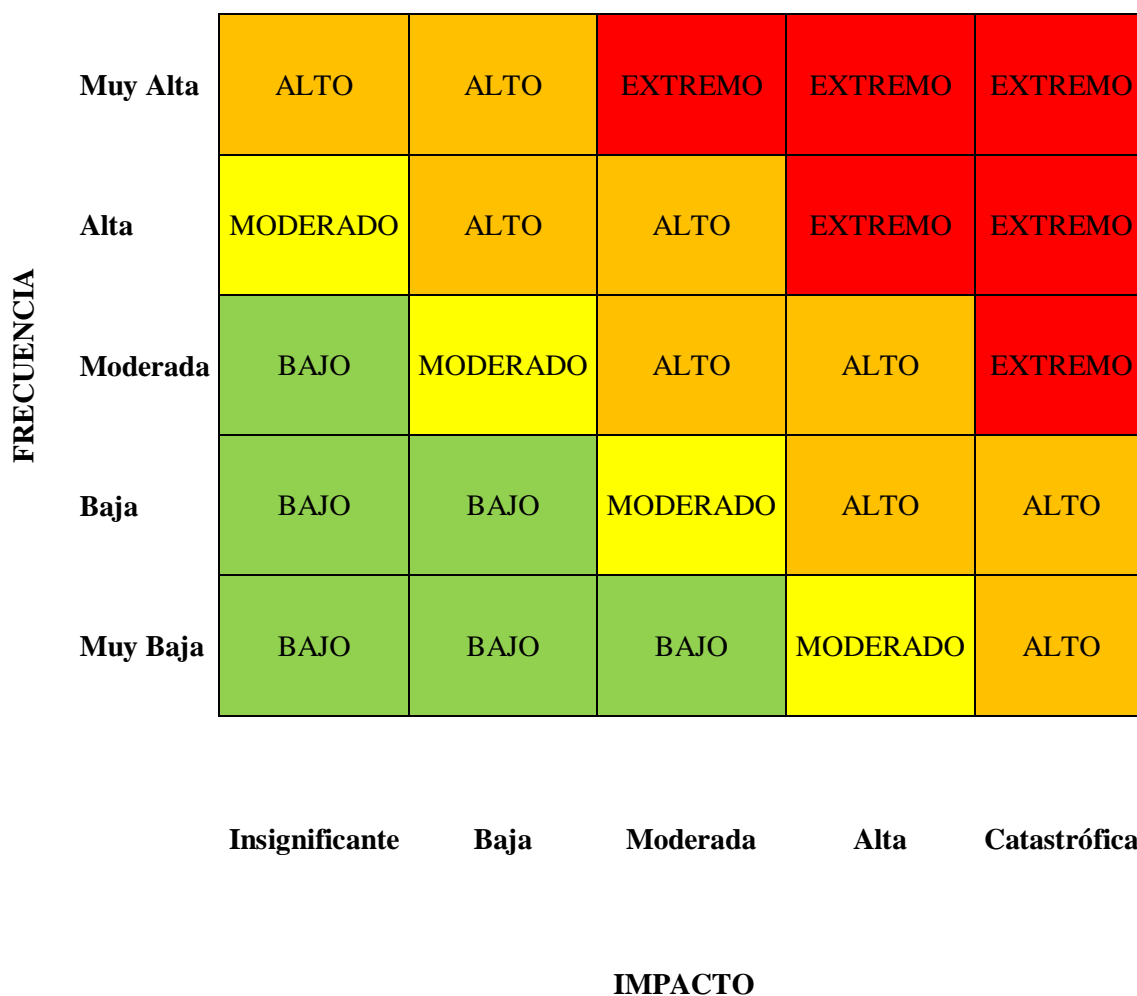 Muy Alta ALTO ALTO EXTREMO EXTREMO EXTREMO
Alta MODERADO ALTO ALTO EXTREMO EXTREMO
FRECUENCIA
Moderada BAJO MODERADO ALTO ALTO EXTREMO
Baja BAJO BAJO MODERADO ALTO ALTO
Muy Baja BAJO BAJO BAJO MODERADO ALTO
Insignificante Baja Moderada Alta Catastrófica
IMPACTO